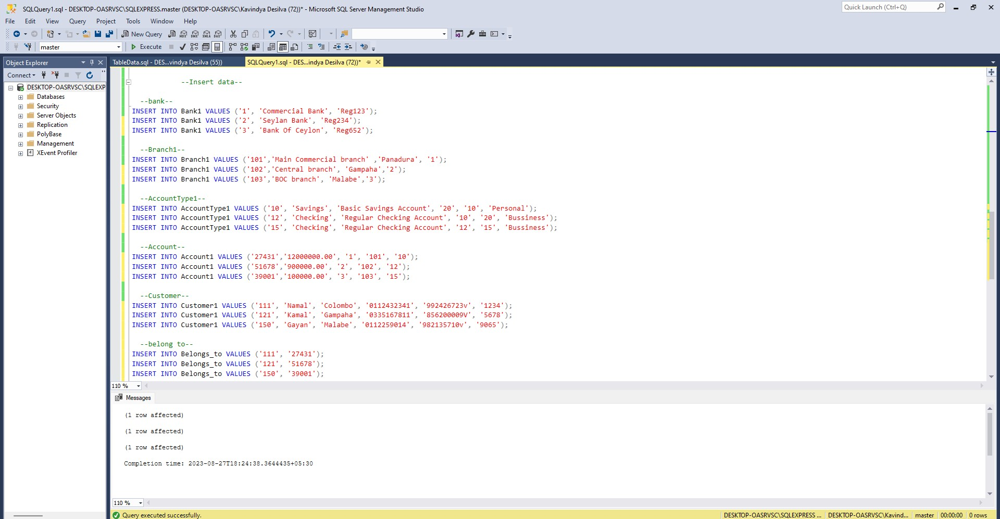 SQLQuery1.sql - DESKTOP-OASRVSC\SQLEXPRESS.master (DESKTOP-OASRVSC\Kavindya Desilva (72))* - Microsoft SQL Server Management Studio
Quick Launch (Ctrl+Q)
File Edit View Query Project Tools Window Help
New Query
MDX DMX XMLA DAX
master
Execute
Object Explorer
TableData.sql - DES...vindya Desilva (55))
SQLQuery1.sql - DES...indya Desilva (72))*
Connect
DESKTOP-OASRVSC\SQLEXP
Databases
Security
Server Objects
Replication
PolyBase
Management
XEvent Profiler
--Insert data--
--bank--
INSERT INTO Bank1 VALUES ('1', 'Commercial Bank', 'Reg123');
INSERT INTO Bank1 VALUES ('2', 'Seylan Bank', 'Reg234');
INSERT INTO Bank1 VALUES ('3', 'Bank Of Ceylon', 'Reg652');
--Branch1--
INSERT INTO Branch1 VALUES ('101','Main Commercial branch' ,'Panadura', '1');
INSERT INTO Branch1 VALUES ('102','Central branch', 'Gampaha','2');
INSERT INTO Branch1 VALUES ('103','BOC branch', 'Malabe','3');
--AccountType1--
INSERT INTO AccountType1 VALUES ('10', 'Savings', 'Basic Savings Account', '20', '10', 'Personal');
INSERT INTO AccountType1 VALUES ('12', 'Checking', 'Regular Checking Account', '10', '20', 'Bussiness');
INSERT INTO AccountType1 VALUES ('15', 'Checking', 'Regular Checking Account', '12', '15', 'Bussiness');
--Account--
INSERT INTO Account1 VALUES ('27431','12000000.00', '1', '101', '10');
INSERT INTO Account1 VALUES ('51678','900000.00', '2', '102', '12');
INSERT INTO Account1 VALUES ('39001','100000.00', '3', '103', '15');
--Customer--
INSERT INTO Customer1 VALUES ('111', 'Namal', 'Colombo', '0112432341', '992426723v', '1234');
INSERT INTO Customer1 VALUES ('121', 'Kamal', 'Gampaha', '0335167811', '856200009V', '5678');
INSERT INTO Customer1 VALUES ('150', 'Gayan', 'Malabe', '0112259014', '982135710v', '9065');
--belong to--
INSERT INTO Belongs_to VALUES ('111', '27431');
INSERT INTO Belongs_to VALUES ('121', '51678');
INSERT INTO Belongs_to VALUES ('150', '39001');
110 %
Messages
(1 row affected)
(1 row affected)
(1 row affected)
Completion time: 2023-08-27T18:24:38.3644435+05:30
110 %
Query executed successfully.
DESKTOP-OASRVSC\SQLEXPRESS ... DESKTOP-OASRVSC\Kavind... master 00:00:00 0 rows